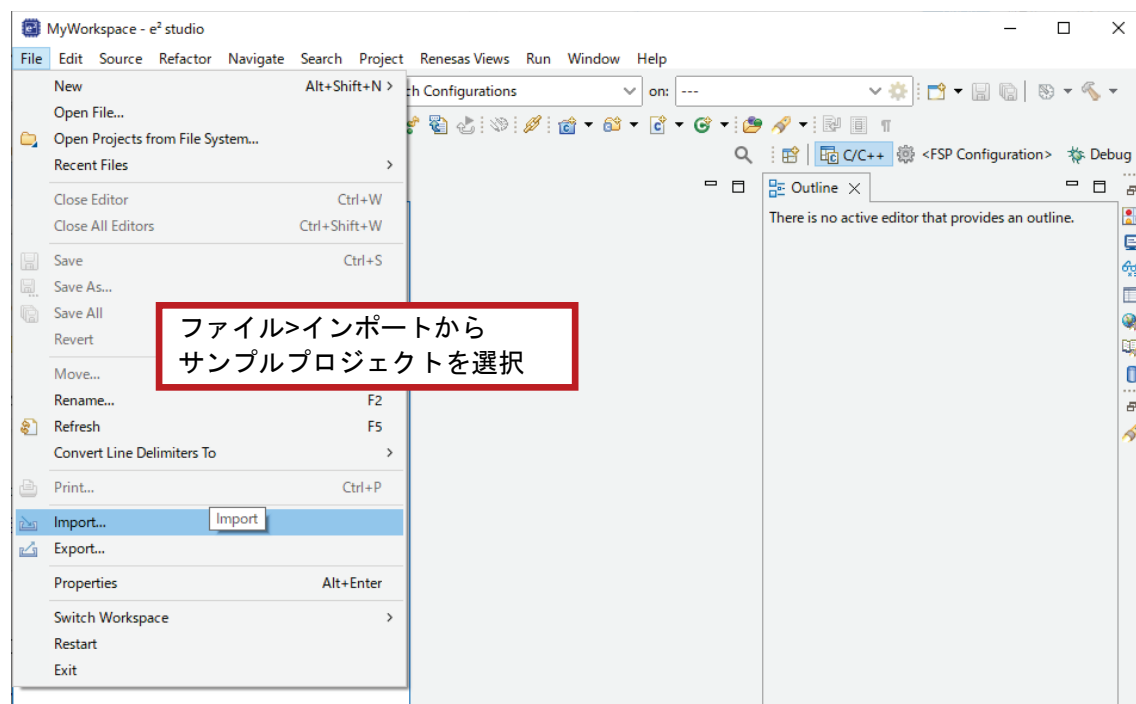 MyWorkspace - e² studio
File Edit Source Refactor Navigate Search Project Renesas Views Run Window Help
New Alt+Shift+N >
Configurations on: ---
Open File...
Open Projects from File System...
Recent Files >
C/C++ <FSP Configuration> Debug
Close Editor Ctrl+W
Close All Editors Ctrl+Shift+W
Save Ctrl+S
Save As...
Save All
Revert
Move...
Rename... F2
Refresh F5
Convert Line Delimiters To >
Print... Ctrl+P
Import...
Import
Export...
Properties Alt+Enter
Switch Workspace >
Restart
Exit
ファイル>インポートから
サンプルプロジェクトを選択
Outline
There is no active editor that provides an outline.